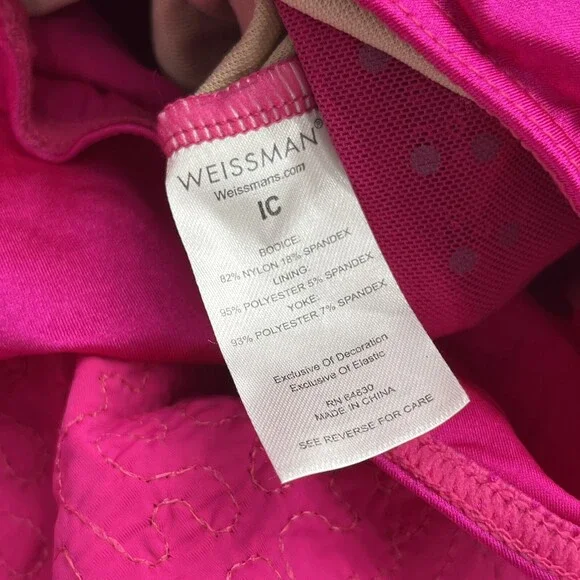 WEISSMAN®
Weissmans.com
IC
BODICE:
82% NYLON 18% SPANDEX
LINING:
95% POLYESTER 5% SPANDEX
YOKE:
93% POLYESTER 7% SPANDEX
Exclusive Of Decoration
Exclusive Of Elastic
RN 64830
MADE IN CHINA
SEE REVERSE FOR CARE